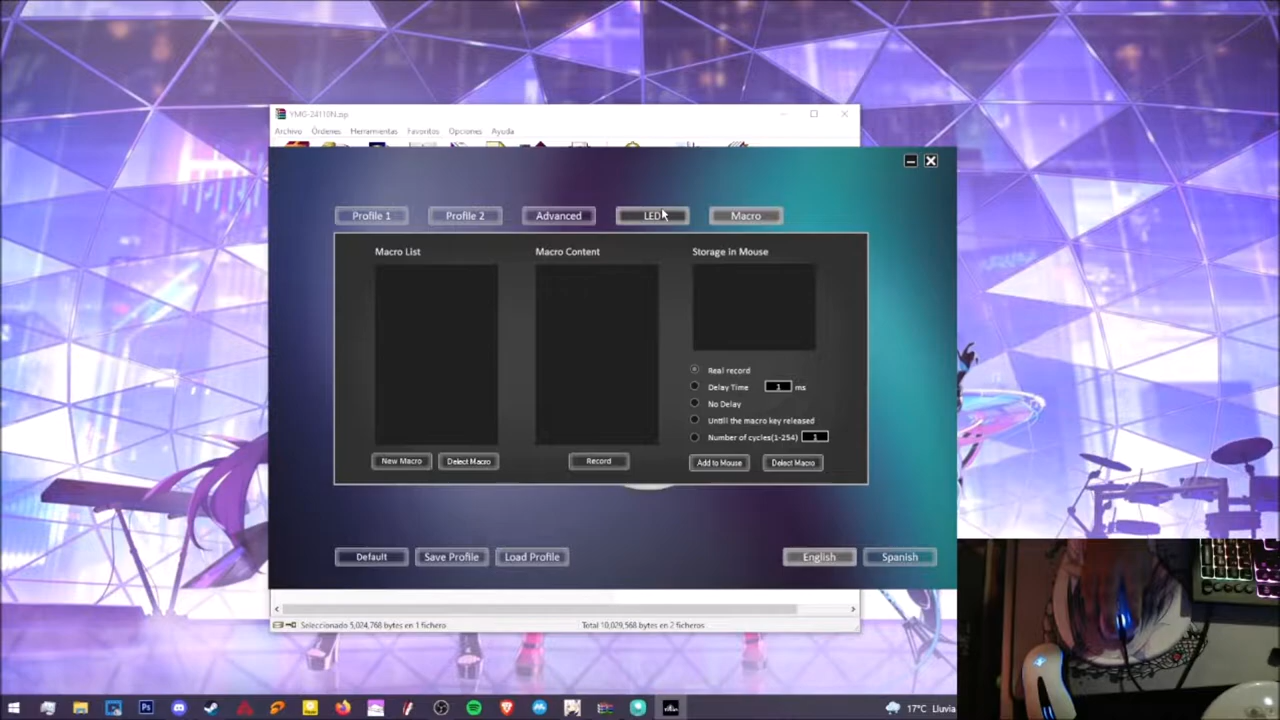 YMG-24110N.zip
Archivo Órdenes Herramientas Favoritos Opciones Ayuda
Profile 1 Profile 2 Advanced LED Macro
Macro List Macro Content Storage in Mouse
Real record
Delay Time 1 ms
No Delay
Untill the macro key released
Number of cycles(1-254) 1
New Macro Delect Macro Record Add to Mouse Delect Macro
Default Save Profile Load Profile English Spanish
Seleccionado 5,024,768 bytes en 1 fichero Total 10,029,568 bytes en 2 ficheros
Ps 17°C Lluvia